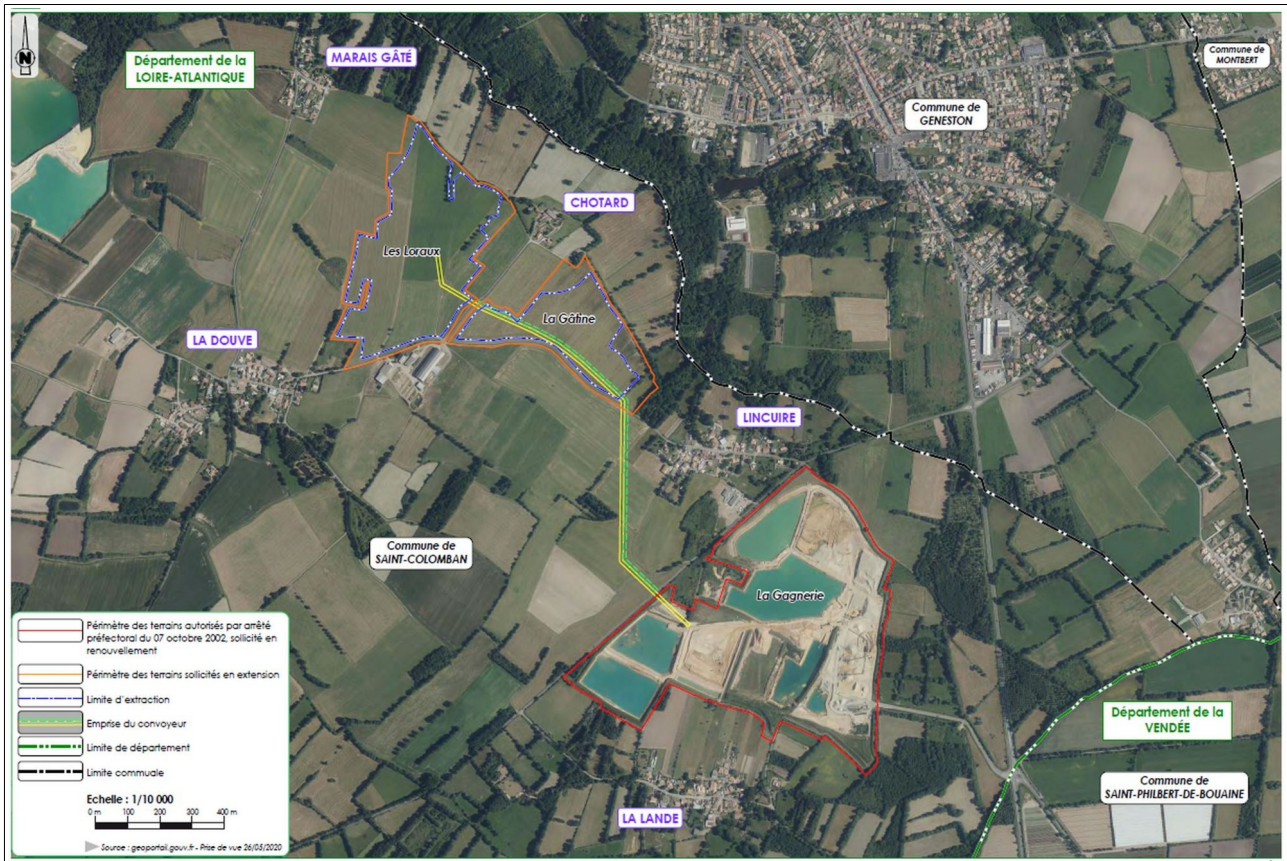 N
Département de la
LOIRE-ATLANTIQUE
MARAIS GÂTÉ
Commune de
MONTBERT
Commune de
GENESTON
CHOTARD
Les Loraux
La Gâtine
LA DOUVE
LINCUIRE
Commune de
SAINT-COLOMBAN
La Gagnerie
Département de la
VENDÉE
Commune de
SAINT-PHILBERT-DE-BOUAINE
LA LANDE
Périmètre des terrains autorisés par arrêté
préfectoral du 07 octobre 2002, sollicité en
renouvellement
Périmètre des terrains sollicités en extension
Limite d'extraction
Emprise du convoyeur
Limite de département
Limite commuale
Echelle : 1/10 000
0 m 100 200 300 400 m
Source : geoportail.gouv.fr - Prise de vue 26/05/2020